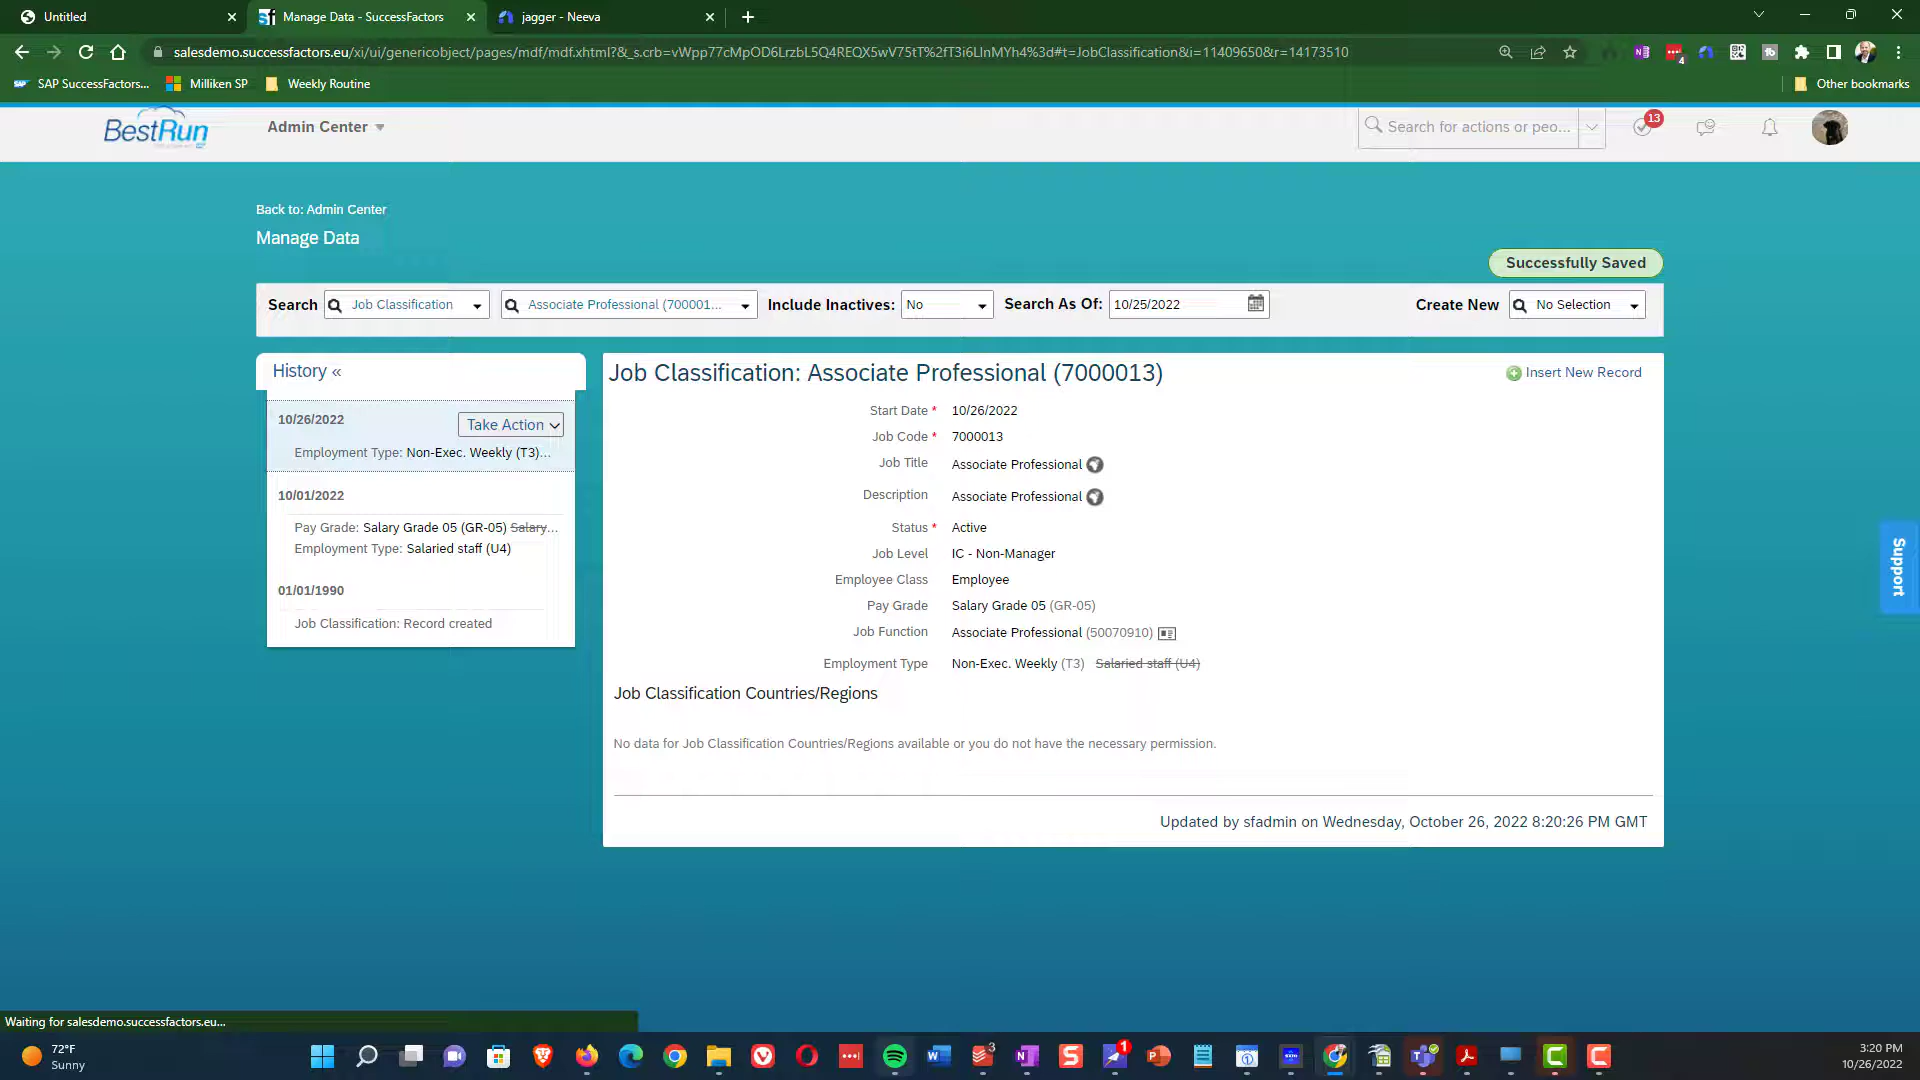 Untitled
Manage Data - SuccessFactors
jagger - Neeva
salesdemo.successfactors.eu/xi/ui/genericobject/pages/mdf/mdf.xhtml?&_s.crb=vWpp77cMpOD6LrzbL5Q4REQX5wV75tT%2fT3i6LlnMYh4%3d#t=JobClassification&i=11409650&r=14173510
4
SAP SuccessFactors...
Milliken SP
Weekly Routine
Other bookmarks
BestRun
Admin Center
Search for actions or peo...
13
Back to: Admin Center
Manage Data
Successfully Saved
Search
Job Classification
Associate Professional (700001...
Include Inactives:
No
Search As Of:
10/25/2022
Create New
No Selection
History «
10/26/2022
Take Action
Employment Type: Non-Exec. Weekly (T3)...
10/01/2022
Pay Grade: Salary Grade 05 (GR-05) Salary...
Employment Type: Salaried staff (U4)
01/01/1990
Job Classification: Record created
Job Classification: Associate Professional (7000013)
Insert New Record
Start Date * 10/26/2022
Job Code * 7000013
Job Title Associate Professional
Description Associate Professional
Status * Active
Job Level IC - Non-Manager
Employee Class Employee
Pay Grade Salary Grade 05 (GR-05)
Job Function Associate Professional (50070910)
Employment Type Non-Exec. Weekly (T3) Salaried staff (U4)
Job Classification Countries/Regions
No data for Job Classification Countries/Regions available or you do not have the necessary permission.
Updated by sfadmin on Wednesday, October 26, 2022 8:20:26 PM GMT
Support
Waiting for salesdemo.successfactors.eu...
72°F
Sunny
3
1
3:20 PM
10/26/2022